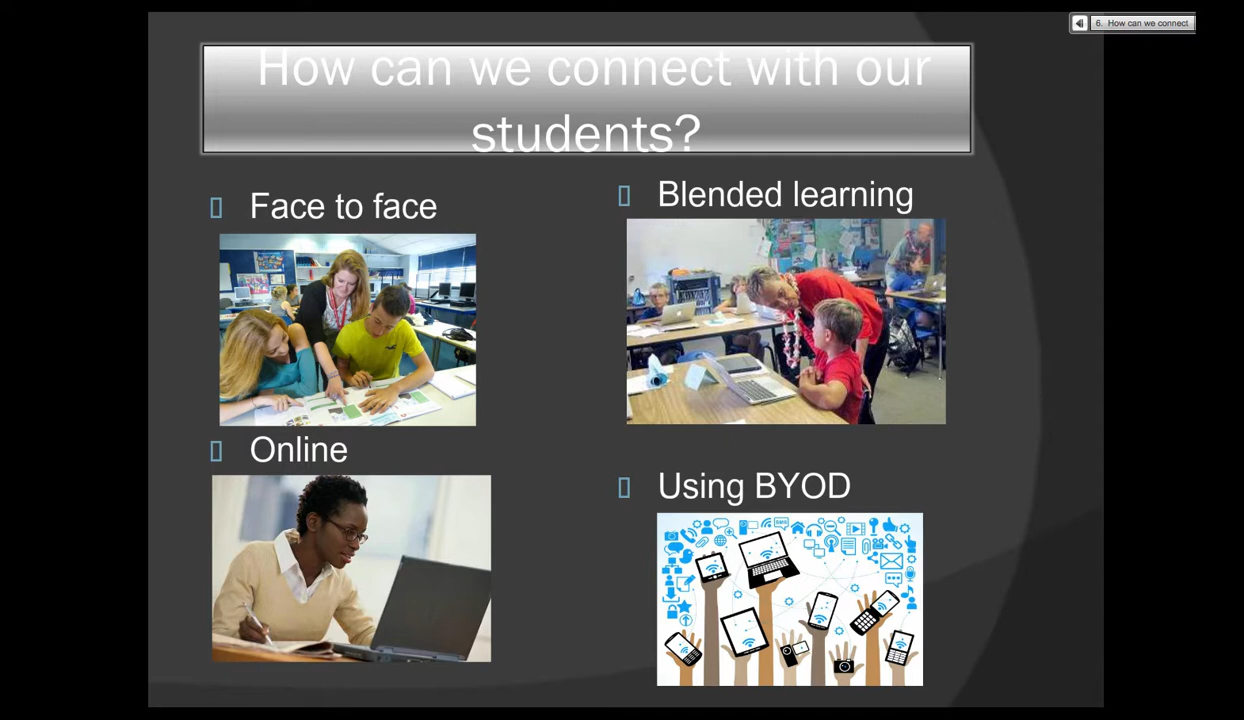 6. How can we connect
How can we connect with our
students?
Face to face
Blended learning
Online
Using BYOD
SMS